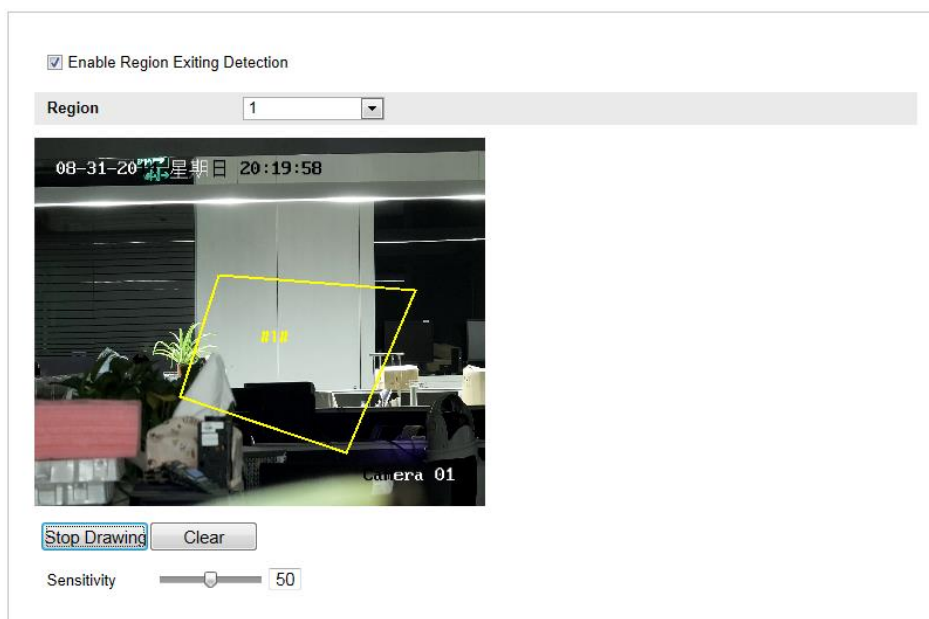 Enable Region Exiting Detection
Region 1
08-31-20 星期日 20:19:58
#1#
Camera 01
Stop Drawing Clear
Sensitivity 50